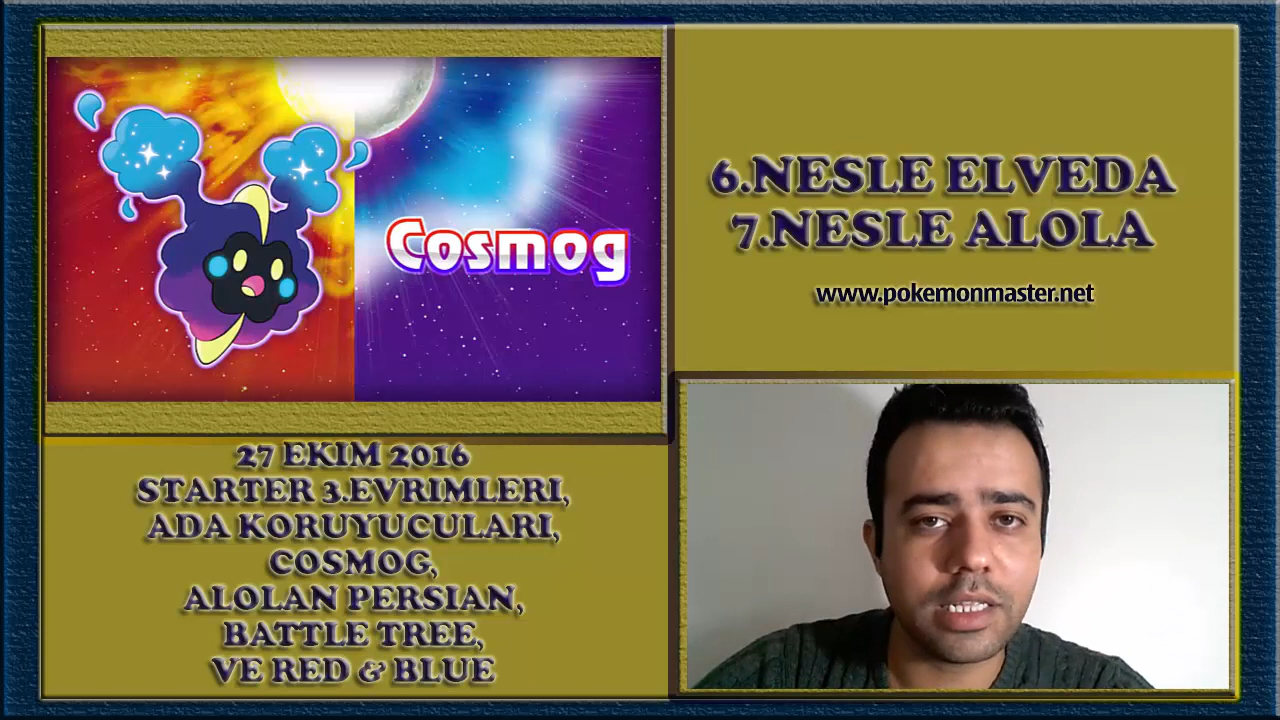 Cosmog
6.NESLE ELVEDA
7.NESLE ALOLA
www.pokemonmaster.net
27 EKIM 2016
STARTER 3.EVRIMLERI,
ADA KORUYUCULARI,
COSMOG,
ALOLAN PERSIAN,
BATTLE TREE,
VE RED & BLUE